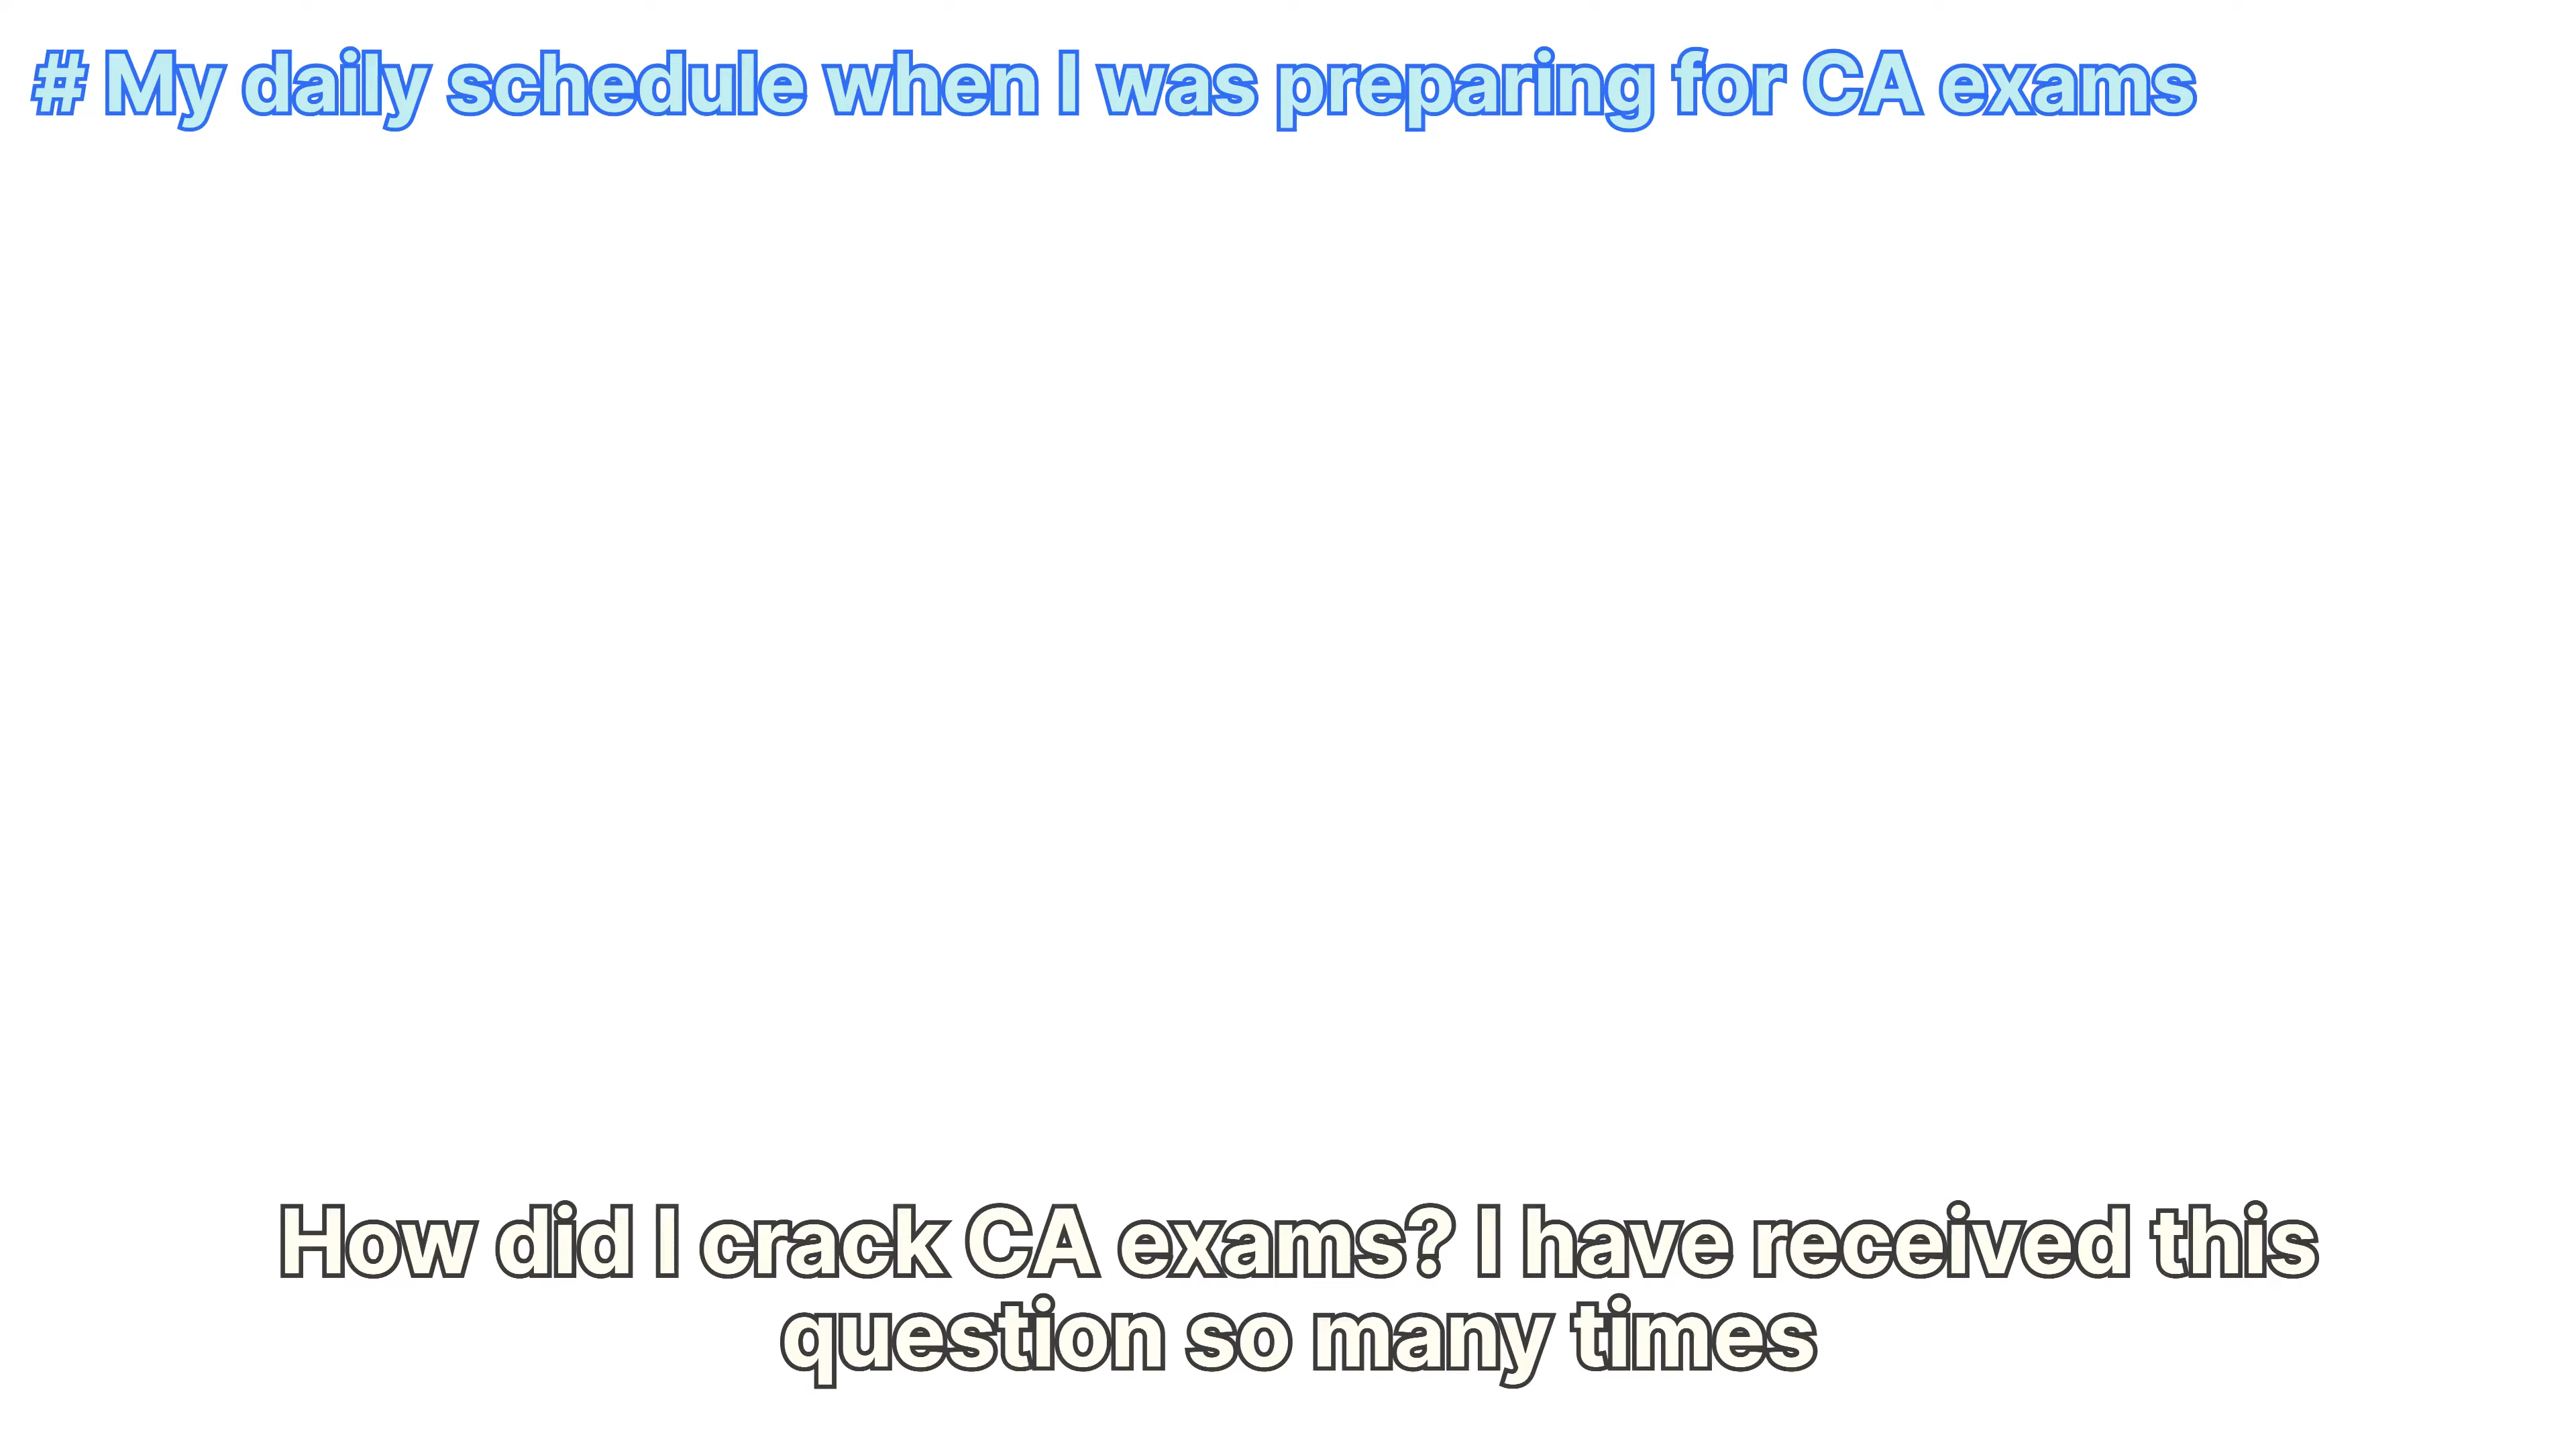 # My daily schedule when I was preparing for CA exams
How did I crack CA exams? I have received this
question so many times